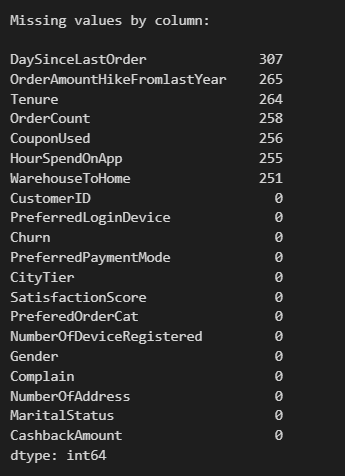 Missing values by column:

DaySinceLastOrder 307
OrderAmountHikeFromlastYear 265
Tenure 264
OrderCount 258
CouponUsed 256
HourSpendOnApp 255
WarehouseToHome 251
CustomerID 0
PreferredLoginDevice 0
Churn 0
PreferredPaymentMode 0
CityTier 0
SatisfactionScore 0
PreferedOrderCat 0
NumberOfDeviceRegistered 0
Gender 0
Complain 0
NumberOfAddress 0
MaritalStatus 0
CashbackAmount 0
dtype: int64